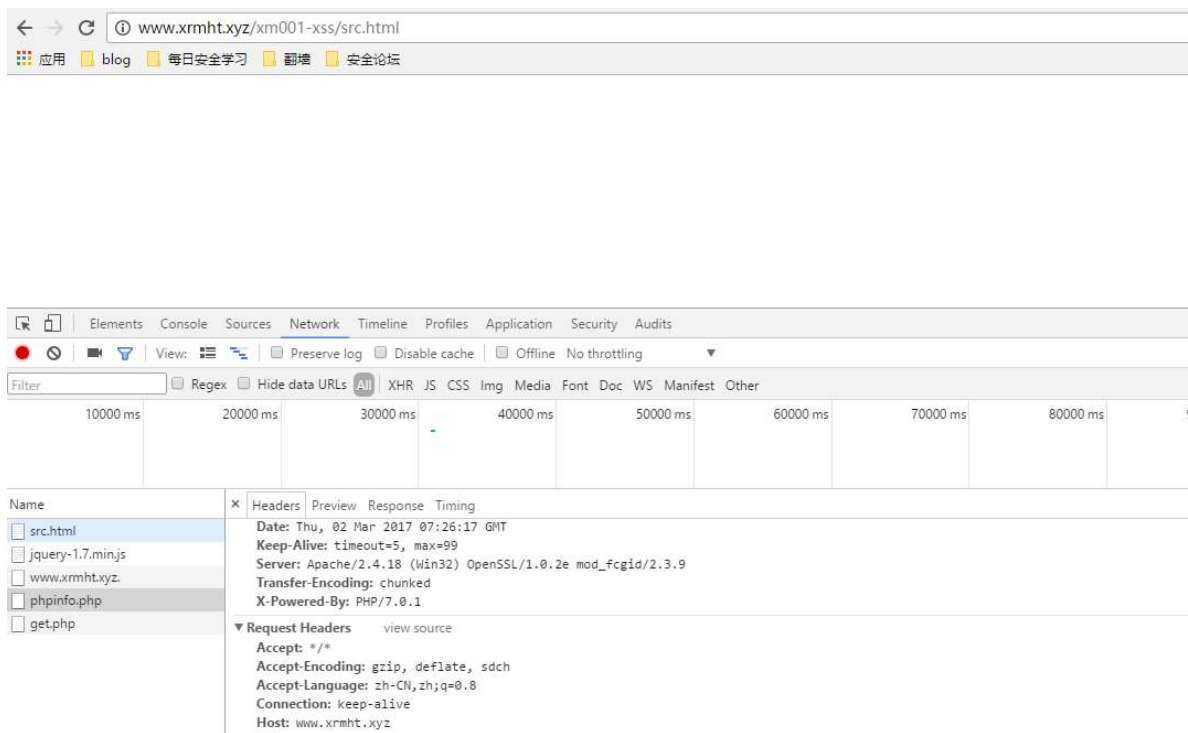 www.xrmht.xyz/xm001-xss/src.html
应用 blog 每日安全学习 翻墙 安全论坛
Elements Console Sources Network Timeline Profiles Application Security Audits
View: Preserve log Disable cache Offline No throttling
Filter Regex Hide data URLs All XHR JS CSS Img Media Font Doc WS Manifest Other
10000 ms 20000 ms 30000 ms 40000 ms 50000 ms 60000 ms 70000 ms 80000 ms
Name
× Headers Preview Response Timing
src.html
jquery-1.7.min.js
www.xrmht.xyz.
phpinfo.php
get.php
Date: Thu, 02 Mar 2017 07:26:17 GMT
Keep-Alive: timeout=5, max=99
Server: Apache/2.4.18 (Win32) OpenSSL/1.0.2e mod_fcgid/2.3.9
Transfer-Encoding: chunked
X-Powered-By: PHP/7.0.1
Request Headers view source
Accept: */*
Accept-Encoding: gzip, deflate, sdch
Accept-Language: zh-CN,zh;q=0.8
Connection: keep-alive
Host: www.xrmht.xyz